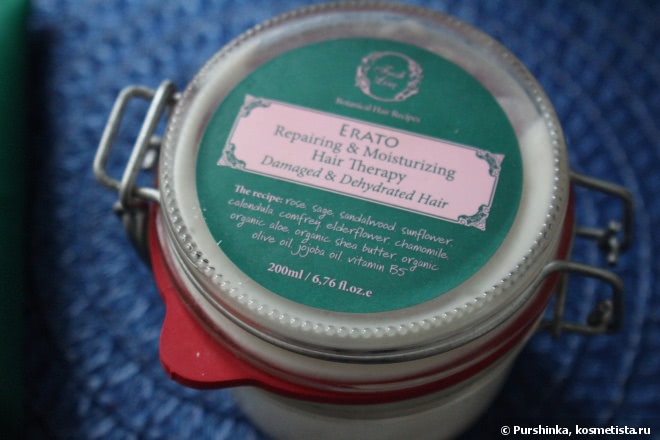 Fresh
Line
Botanical Hair Recipes
ERATO
Repairing & Moisturizing
Hair Therapy
Damaged & Dehydrated Hair
The recipe: rose, sage, sandalwood, sunflower,
calendula, comfrey, elderflower, chamomile,
organic aloe, organic shea butter, organic
olive oil, jojoba oil, vitamin B5
200ml / 6,76 fl.oz.e
© Purshinka, kosmetista.ru